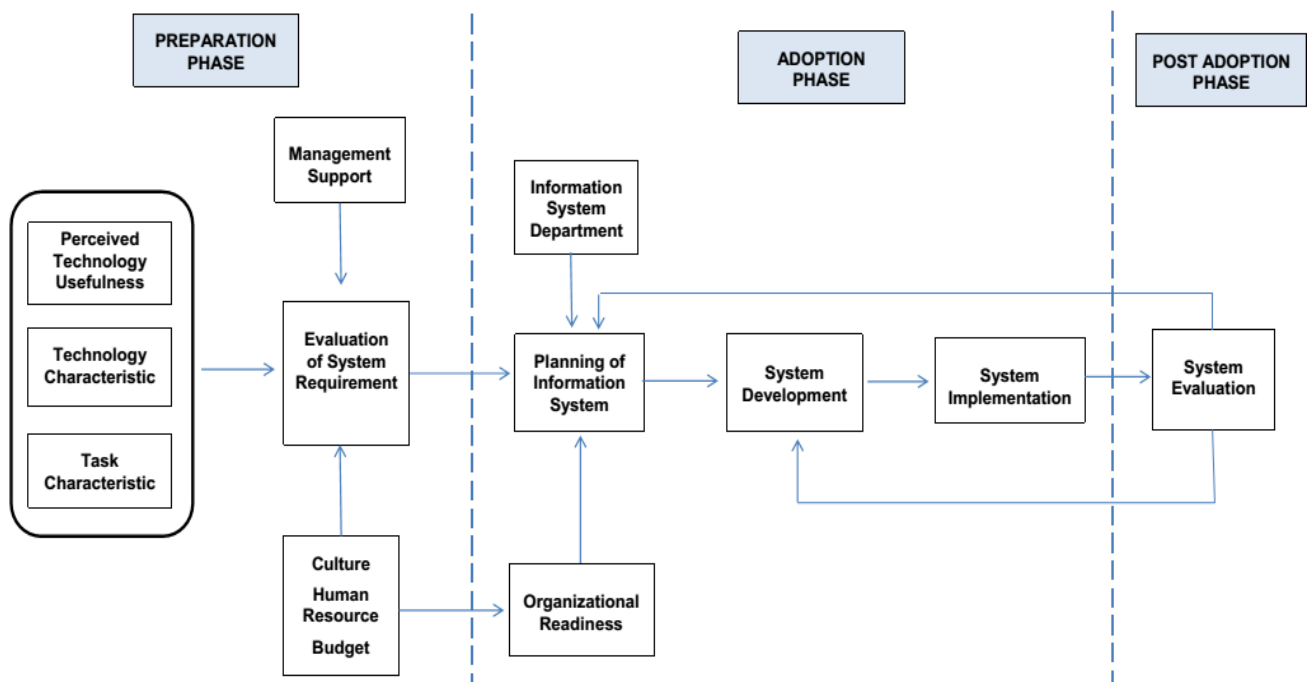 PREPARATION
PHASE
ADOPTION
PHASE
POST ADOPTION
PHASE
Management
Support
Information
System
Department
Perceived
Technology
Usefulness
Technology
Characteristic
Task
Characteristic
Evaluation
of System
Requirement
Planning of
Information
System
System
Development
System
Implementation
System
Evaluation
Culture
Human
Resource
Budget
Organizational
Readiness